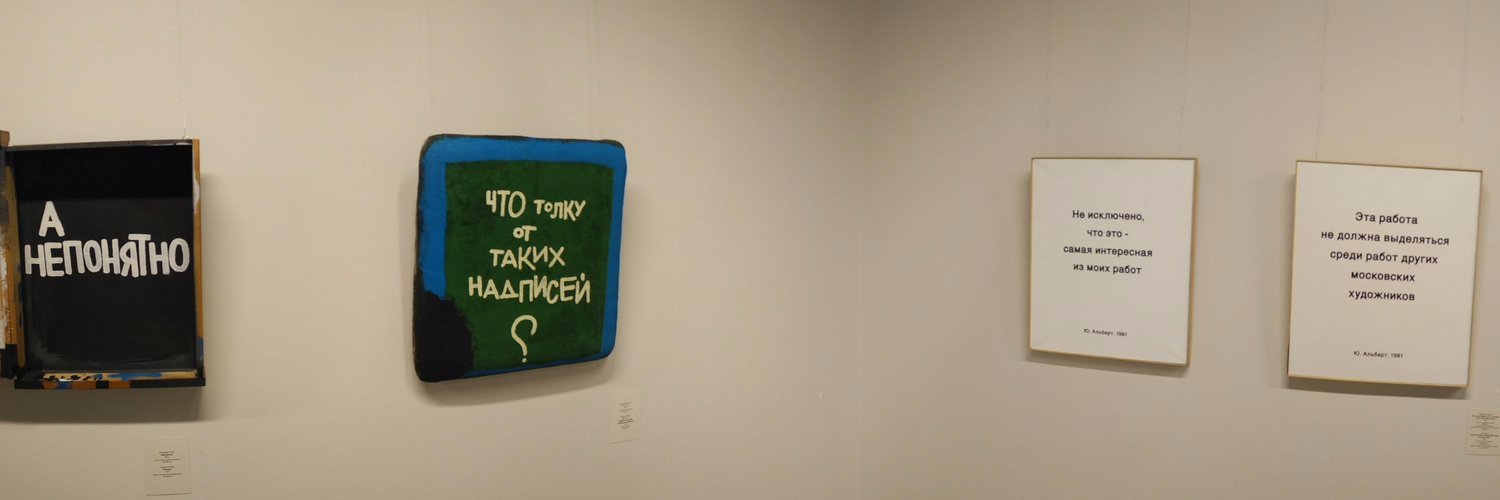 А
НЕПОНЯТНО
ЧТО ТОЛКУ
ОТ
ТАКИХ
НАДПИСЕЙ
?
Не исключено,
что это -
самая интересная
из моих работ
Ю. Альберт, 1981
Эта работа
не должна выделяться
среди работ других
московских
художников
Ю. Альберт, 1981